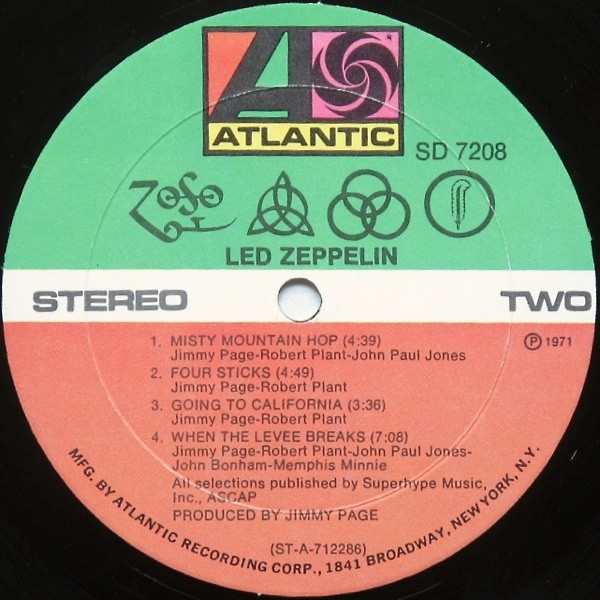 ATLANTIC
SD 7208
ZoSo
LED ZEPPELIN
STEREO
TWO
1. MISTY MOUNTAIN HOP (4:39)
Jimmy Page-Robert Plant-John Paul Jones
℗ 1971
2. FOUR STICKS (4:49)
Jimmy Page-Robert Plant
3. GOING TO CALIFORNIA (3:36)
Jimmy Page-Robert Plant
4. WHEN THE LEVEE BREAKS (7:08)
Jimmy Page-Robert Plant-John Paul Jones-
John Bonham-Memphis Minnie
All selections published by Superhype Music,
Inc., ASCAP
PRODUCED BY JIMMY PAGE
(ST-A-712286)
MFG. BY ATLANTIC RECORDING CORP., 1841 BROADWAY, NEW YORK, N.Y.